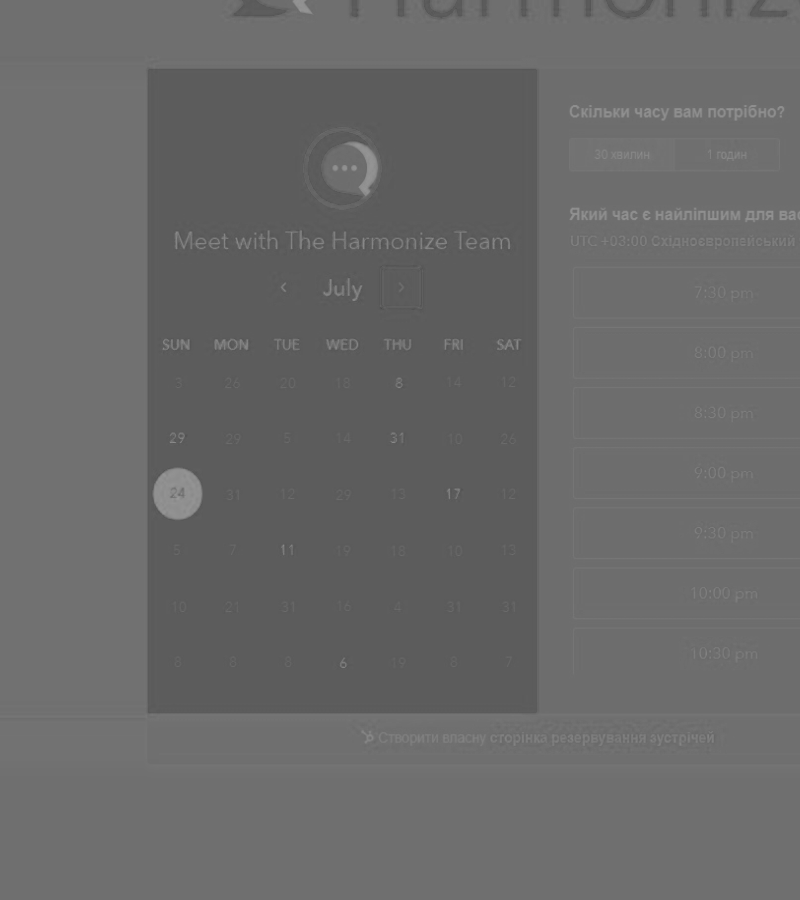 Harmoniz
Meet with The Harmonize Team
‹ July ›
SUN MON TUE WED THU FRI SAT
3 26 20 18 8 14 12
29 29 5 14 31 10 26
24 31 12 29 13 17 12
5 7 11 19 18 10 13
10 21 31 16 4 31 31
8 8 8 6 19 8 7
Скільки часу вам потрібно?
30 хвилин 1 годин
Який час є найліпшим для вас
UTC +03:00 Східноєвропейський
7:30 pm
8:00 pm
8:30 pm
9:00 pm
9:30 pm
10:00 pm
10:30 pm
Створити власну сторінка резервування зустрічей